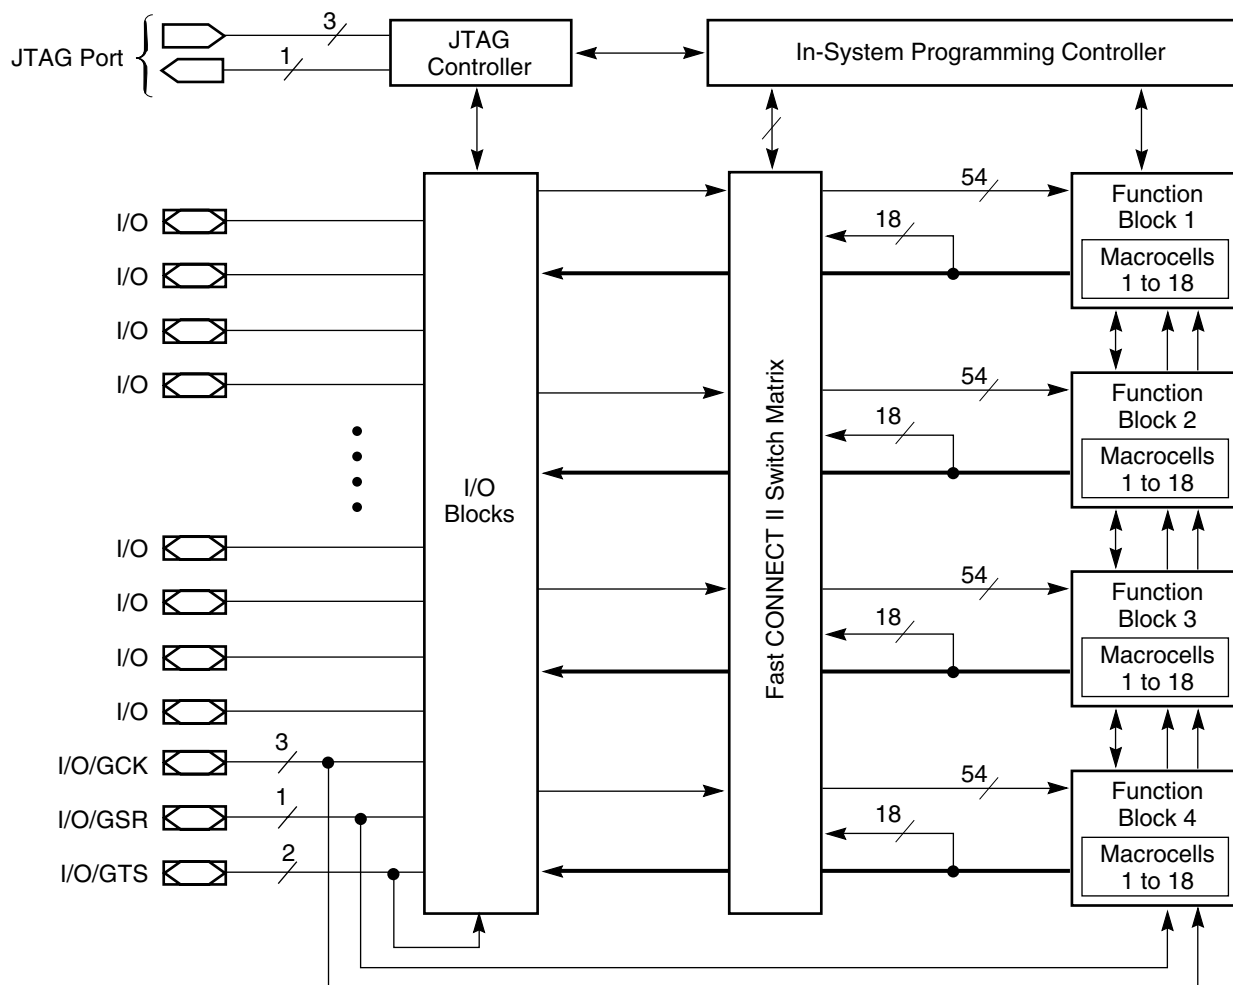 JTAG Port
3
1
JTAG
Controller
In-System Programming Controller
I/O
I/O
I/O
I/O
I/O
I/O
I/O
I/O
I/O/GCK
3
I/O/GSR
1
I/O/GTS
2
I/O
Blocks
Fast CONNECT II Switch Matrix
54
18
Function
Block 1
Macrocells
1 to 18
54
18
Function
Block 2
Macrocells
1 to 18
54
18
Function
Block 3
Macrocells
1 to 18
54
18
Function
Block 4
Macrocells
1 to 18